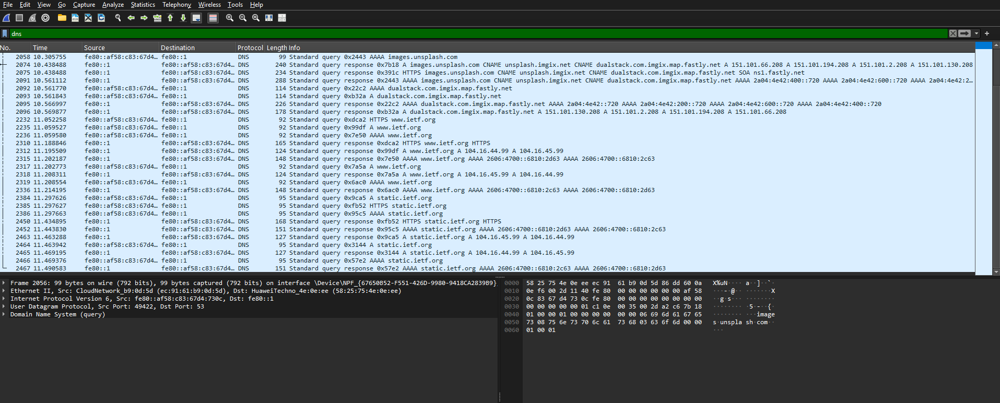 File Edit View Go Capture Analyze Statistics Telephony Wireless Tools Help
dns
No. Time Source Destination Protocol Length Info
2058 10.305755 fe80::af58:c83:67d4… fe80::1 DNS 99 Standard query 0x2443 AAAA images.unsplash.com
2074 10.438488 fe80::1 fe80::af58:c83:67d4… DNS 240 Standard query response 0x7b18 A images.unsplash.com CNAME unsplash.imgix.net CNAME dualstack.com.imgix.map.fastly.net A 151.101.66.208 A 151.101.194.208 A 151.101.2.208 A 151.101.130.208
2075 10.438488 fe80::1 fe80::af58:c83:67d4… DNS 234 Standard query response 0x391c HTTPS images.unsplash.com CNAME unsplash.imgix.net CNAME dualstack.com.imgix.map.fastly.net SOA ns1.fastly.net
2091 10.561112 fe80::1 fe80::af58:c83:67d4… DNS 288 Standard query response 0x2443 AAAA images.unsplash.com CNAME unsplash.imgix.net CNAME dualstack.com.imgix.map.fastly.net AAAA 2a04:4e42:400::720 AAAA 2a04:4e42:600::720 AAAA 2a04:4e42:2…
2092 10.561770 fe80::af58:c83:67d4… fe80::1 DNS 114 Standard query 0x22c2 AAAA dualstack.com.imgix.map.fastly.net
2093 10.561843 fe80::af58:c83:67d4… fe80::1 DNS 114 Standard query 0xb32a A dualstack.com.imgix.map.fastly.net
2095 10.566997 fe80::1 fe80::af58:c83:67d4… DNS 226 Standard query response 0x22c2 AAAA dualstack.com.imgix.map.fastly.net AAAA 2a04:4e42::720 AAAA 2a04:4e42:200::720 AAAA 2a04:4e42:600::720 AAAA 2a04:4e42:400::720
2096 10.569877 fe80::1 fe80::af58:c83:67d4… DNS 178 Standard query response 0xb32a A dualstack.com.imgix.map.fastly.net A 151.101.130.208 A 151.101.2.208 A 151.101.194.208 A 151.101.66.208
2232 11.052258 fe80::af58:c83:67d4… fe80::1 DNS 92 Standard query 0xdca2 HTTPS www.ietf.org
2235 11.059527 fe80::af58:c83:67d4… fe80::1 DNS 92 Standard query 0x99df A www.ietf.org
2236 11.059580 fe80::af58:c83:67d4… fe80::1 DNS 92 Standard query 0x7e50 AAAA www.ietf.org
2310 11.188846 fe80::1 fe80::af58:c83:67d4… DNS 165 Standard query response 0xdca2 HTTPS www.ietf.org HTTPS
2312 11.195509 fe80::1 fe80::af58:c83:67d4… DNS 124 Standard query response 0x99df A www.ietf.org A 104.16.44.99 A 104.16.45.99
2315 11.202187 fe80::1 fe80::af58:c83:67d4… DNS 148 Standard query response 0x7e50 AAAA www.ietf.org AAAA 2606:4700::6810:2d63 AAAA 2606:4700::6810:2c63
2317 11.202773 fe80::af58:c83:67d4… fe80::1 DNS 92 Standard query 0x7a5a A www.ietf.org
2318 11.208311 fe80::1 fe80::af58:c83:67d4… DNS 124 Standard query response 0x7a5a A www.ietf.org A 104.16.45.99 A 104.16.44.99
2319 11.208554 fe80::af58:c83:67d4… fe80::1 DNS 92 Standard query 0x6ac0 AAAA www.ietf.org
2336 11.214195 fe80::1 fe80::af58:c83:67d4… DNS 148 Standard query response 0x6ac0 AAAA www.ietf.org AAAA 2606:4700::6810:2c63 AAAA 2606:4700::6810:2d63
2384 11.297626 fe80::af58:c83:67d4… fe80::1 DNS 95 Standard query 0x9ca5 A static.ietf.org
2385 11.297627 fe80::af58:c83:67d4… fe80::1 DNS 95 Standard query 0xfb52 HTTPS static.ietf.org
2386 11.297663 fe80::af58:c83:67d4… fe80::1 DNS 95 Standard query 0x95c5 AAAA static.ietf.org
2450 11.434895 fe80::1 fe80::af58:c83:67d4… DNS 168 Standard query response 0xfb52 HTTPS static.ietf.org HTTPS
2452 11.443830 fe80::1 fe80::af58:c83:67d4… DNS 151 Standard query response 0x95c5 AAAA static.ietf.org AAAA 2606:4700::6810:2d63 AAAA 2606:4700::6810:2c63
2463 11.463288 fe80::1 fe80::af58:c83:67d4… DNS 127 Standard query response 0x9ca5 A static.ietf.org A 104.16.45.99 A 104.16.44.99
2464 11.463942 fe80::af58:c83:67d4… fe80::1 DNS 95 Standard query 0x3144 A static.ietf.org
2465 11.469195 fe80::1 fe80::af58:c83:67d4… DNS 127 Standard query response 0x3144 A static.ietf.org A 104.16.44.99 A 104.16.45.99
2466 11.469376 fe80::af58:c83:67d4… fe80::1 DNS 95 Standard query 0x57e2 AAAA static.ietf.org
2467 11.490583 fe80::1 fe80::af58:c83:67d4… DNS 151 Standard query response 0x57e2 AAAA static.ietf.org AAAA 2606:4700::6810:2c63 AAAA 2606:4700::6810:2d63
Frame 2056: 99 bytes on wire (792 bits), 99 bytes captured (792 bits) on interface \Device\NPF_{67650B52-F551-426D-9980-9418CA2839B9}
Ethernet II, Src: CloudNetwork_b9:0d:5d (ec:91:61:b9:0d:5d), Dst: HuaweiTechno_4e:0e:ee (58:25:75:4e:0e:ee)
Internet Protocol Version 6, Src: fe80::af58:c83:67d4:730c, Dst: fe80::1
User Datagram Protocol, Src Port: 49422, Dst Port: 53
Domain Name System (query)
0000 58 25 75 4e 0e ee ec 91 61 b9 0d 5d 86 dd 60 0a X%uN····a··]··`·
0010 0e f6 00 2d 11 40 fe 80 00 00 00 00 00 00 af 58 ···-·@·········X
0020 0c 83 67 d4 73 0c fe 80 00 00 00 00 00 00 00 00 ··g·s···········
0030 00 00 00 00 00 01 c1 0e 00 35 00 2d a2 c6 7b 18 ·········5·-··{·
0040 01 00 00 01 00 00 00 00 00 00 06 69 6d 61 67 65 ···········image
0050 73 08 75 6e 73 70 6c 61 73 68 03 63 6f 6d 00 00 s·unsplash·com··
0060 01 00 01 ···